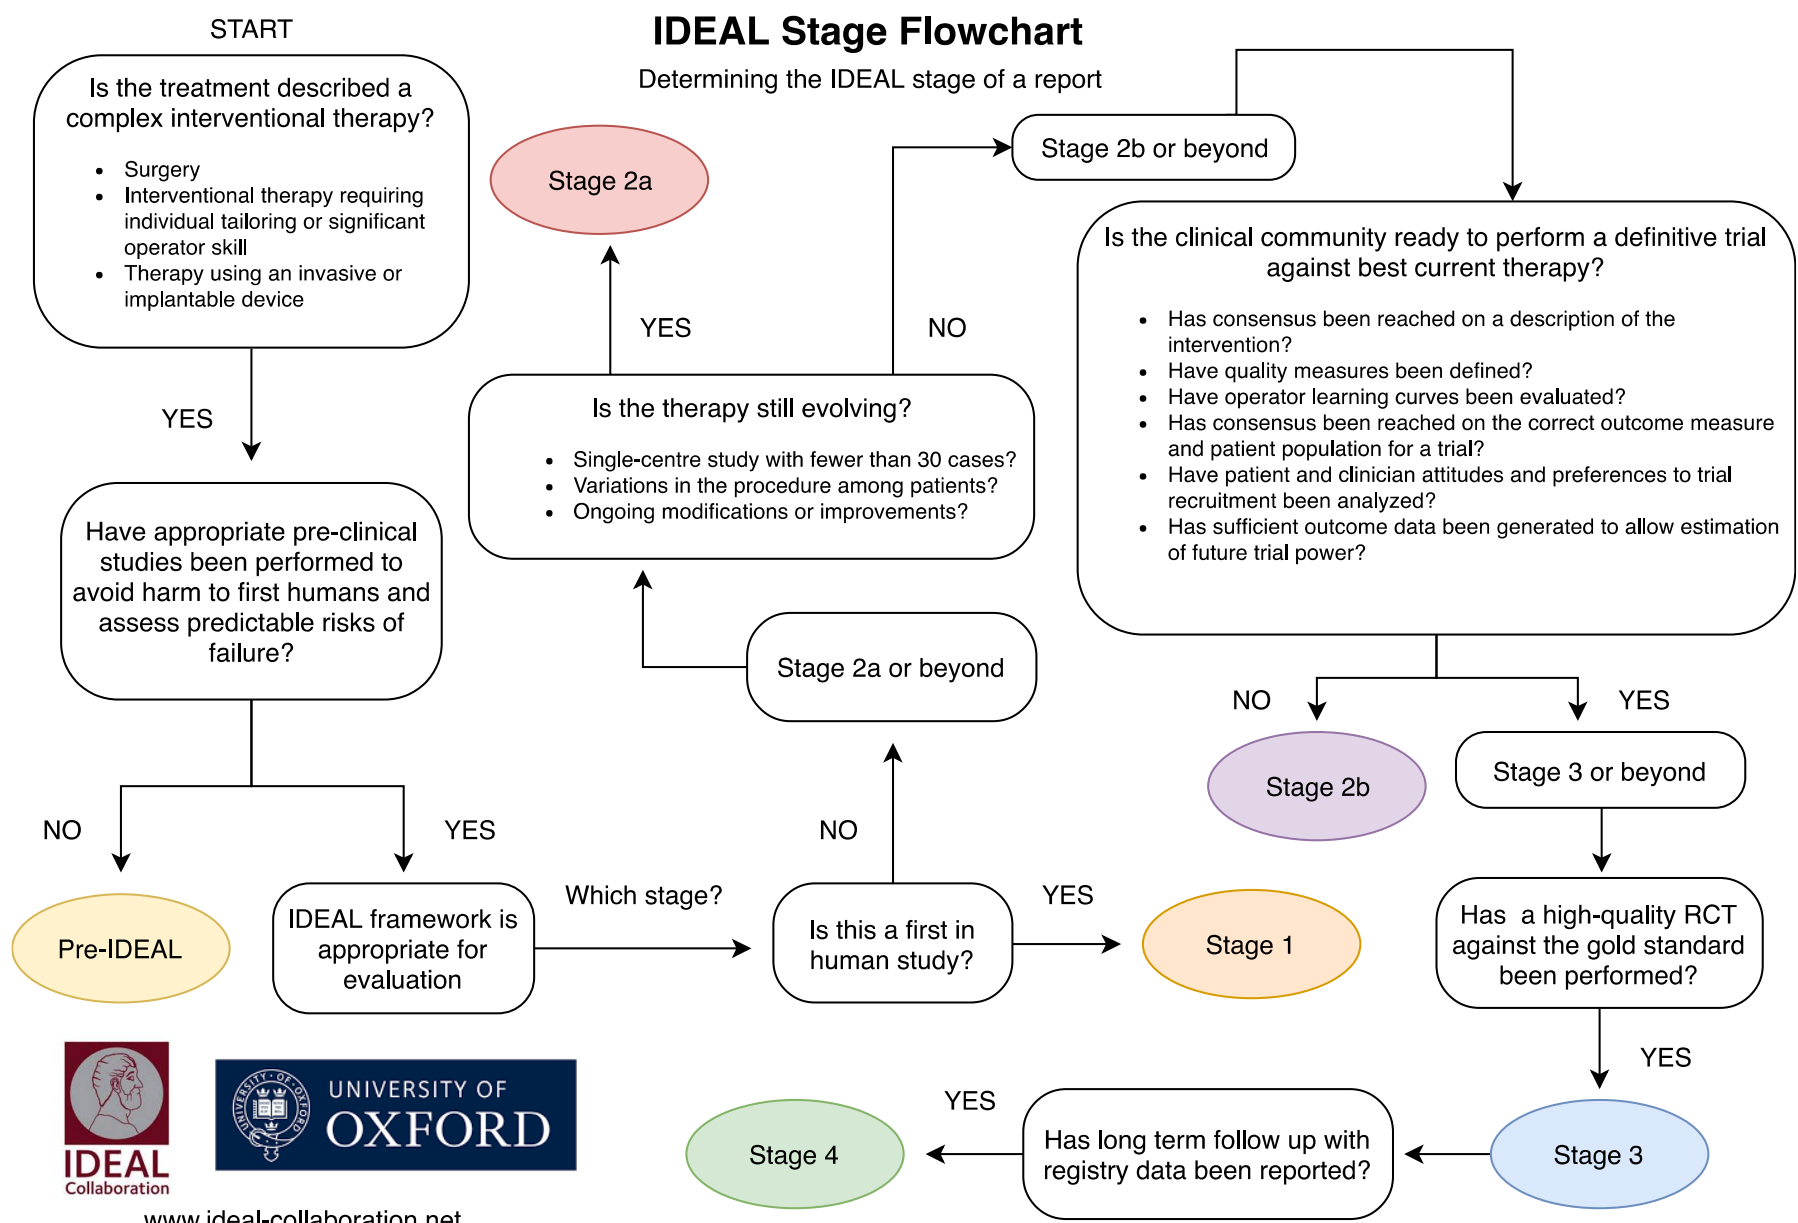 IDEAL Stage Flowchart
Determining the IDEAL stage of a report
START
Is the treatment described a
complex interventional therapy?
• Surgery
• Interventional therapy requiring
individual tailoring or significant
operator skill
• Therapy using an invasive or
implantable device
YES
Have appropriate pre-clinical
studies been performed to
avoid harm to first humans and
assess predictable risks of
failure?
NO
YES
Pre-IDEAL
IDEAL framework is
appropriate for
evaluation
Which stage?
Is this a first in
human study?
YES
Stage 1
NO
Stage 2a or beyond
Is the therapy still evolving?
• Single-centre study with fewer than 30 cases?
• Variations in the procedure among patients?
• Ongoing modifications or improvements?
YES
Stage 2a
NO
Stage 2b or beyond
Is the clinical community ready to perform a definitive trial
against best current therapy?
• Has consensus been reached on a description of the
intervention?
• Have quality measures been defined?
• Have operator learning curves been evaluated?
• Has consensus been reached on the correct outcome measure
and patient population for a trial?
• Have patient and clinician attitudes and preferences to trial
recruitment been analyzed?
• Has sufficient outcome data been generated to allow estimation
of future trial power?
NO
YES
Stage 2b
Stage 3 or beyond
Has a high-quality RCT
against the gold standard
been performed?
YES
Stage 3
Has long term follow up with
registry data been reported?
YES
Stage 4
IDEAL
Collaboration
UNIVERSITY·OF·OXFORD
UNIVERSITY OF
OXFORD
www.ideal-collaboration.net